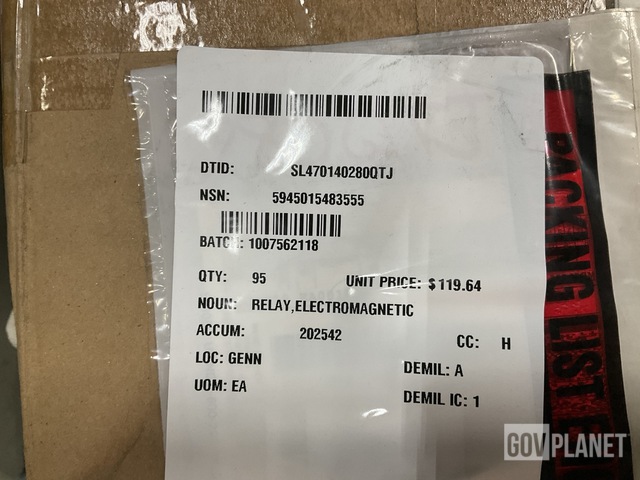 DTID: SL470140280QTJ
NSN: 5945015483555
BATCH: 1007562118
QTY: 95 UNIT PRICE: $119.64
NOUN: RELAY,ELECTROMAGNETIC
ACCUM: 202542
CC: H
LOC: GENN
DEMIL: A
UOM: EA
DEMIL IC: 1
PACKING LIST
GOVPLANET